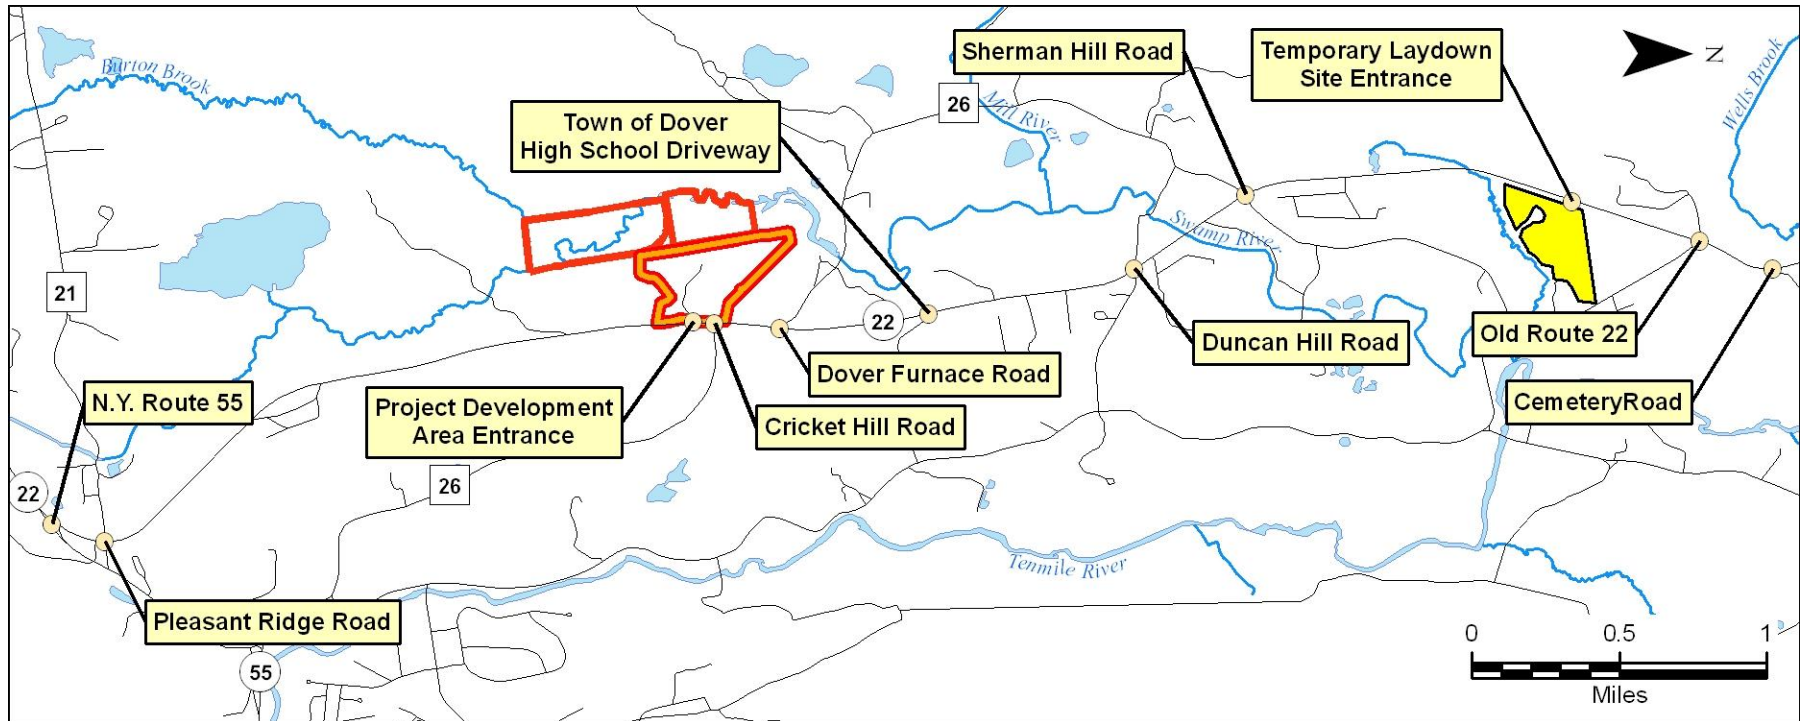 Burton Brook
Sherman Hill Road
Temporary Laydown
Site Entrance
N
Wells Brook
26
Mill River
Town of Dover
High School Driveway
Swamp River
21
22
Duncan Hill Road
Old Route 22
Dover Furnace Road
CemeteryRoad
N.Y. Route 55
Project Development
Area Entrance
Cricket Hill Road
22
26
Tenmile River
Pleasant Ridge Road
55
0 0.5 1
Miles